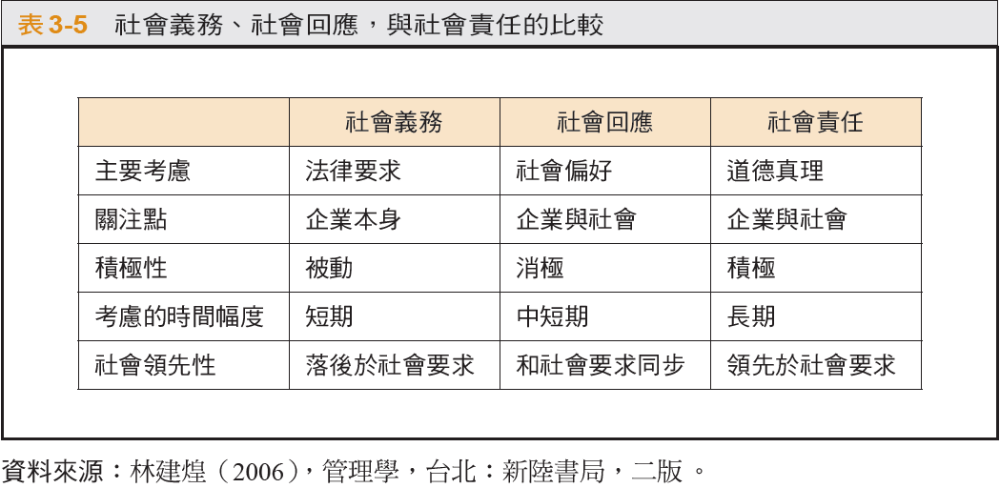 表 3-5 社會義務、社會回應,與社會責任的比較
社會義務 社會回應 社會責任
主要考慮 法律要求 社會偏好 道德真理
關注點 企業本身 企業與社會 企業與社會
積極性 被動 消極 積極
考慮的時間幅度 短期 中短期 長期
社會領先性 落後於社會要求 和社會要求同步 領先於社會要求
資料來源:林建煌(2006),管理學,台北:新陸書局,二版。